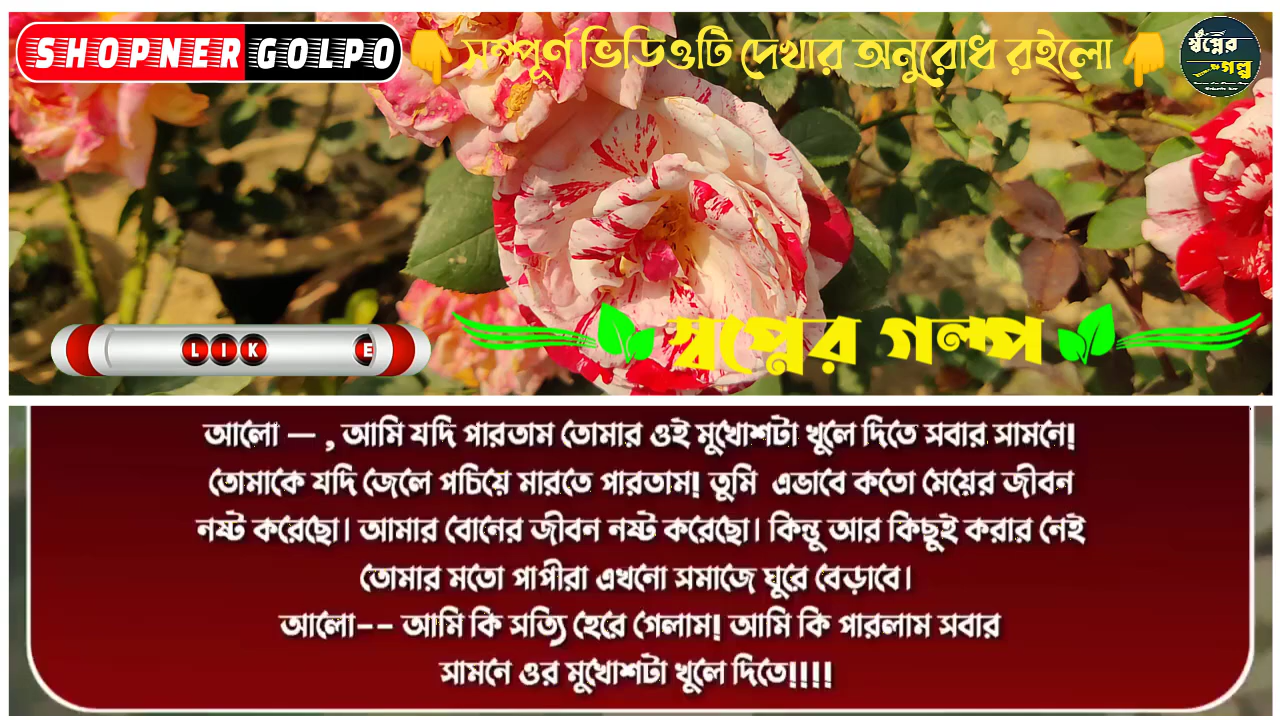 SHOPNER GOLPO
সম্পূর্ণ ভিডিওটি দেখার অনুরোধ রইলো
স্বপ্নের
গল্প
LIKE
স্বপ্নের গল্প
আলো — , আমি যদি পারতাম তোমার ওই মুখোশটা খুলে দিতে সবার সামনে!
তোমাকে যদি জেলে পচিয়ে মারতে পারতাম! তুমি এভাবে কতো মেয়ের জীবন
নষ্ট করেছো। আমার বোনের জীবন নষ্ট করেছো। কিন্তু আর কিছুই করার নেই
তোমার মতো পাপীরা এখনো সমাজে ঘুরে বেড়াবে।
আলো-- আমি কি সত্যি হেরে গেলাম! আমি কি পারলাম সবার
সামনে ওর মুখোশটা খুলে দিতে!!!!